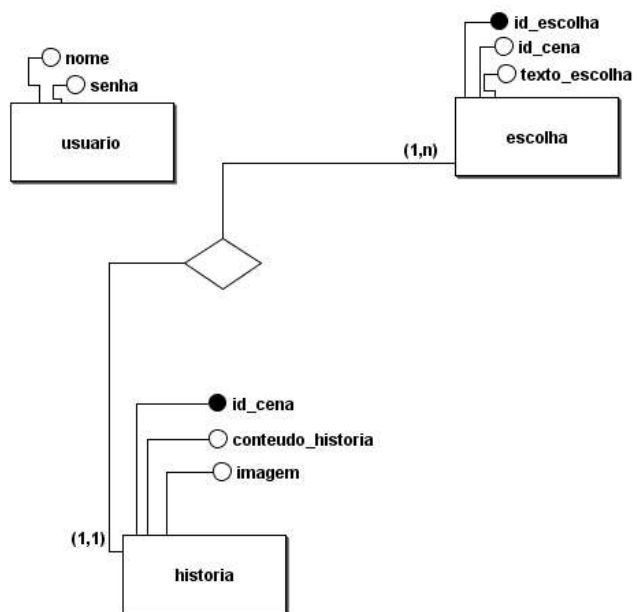 nome
senha
usuario
id_escolha
id_cena
texto_escolha
escolha
(1,n)
id_cena
conteudo_historia
imagem
(1,1)
historia